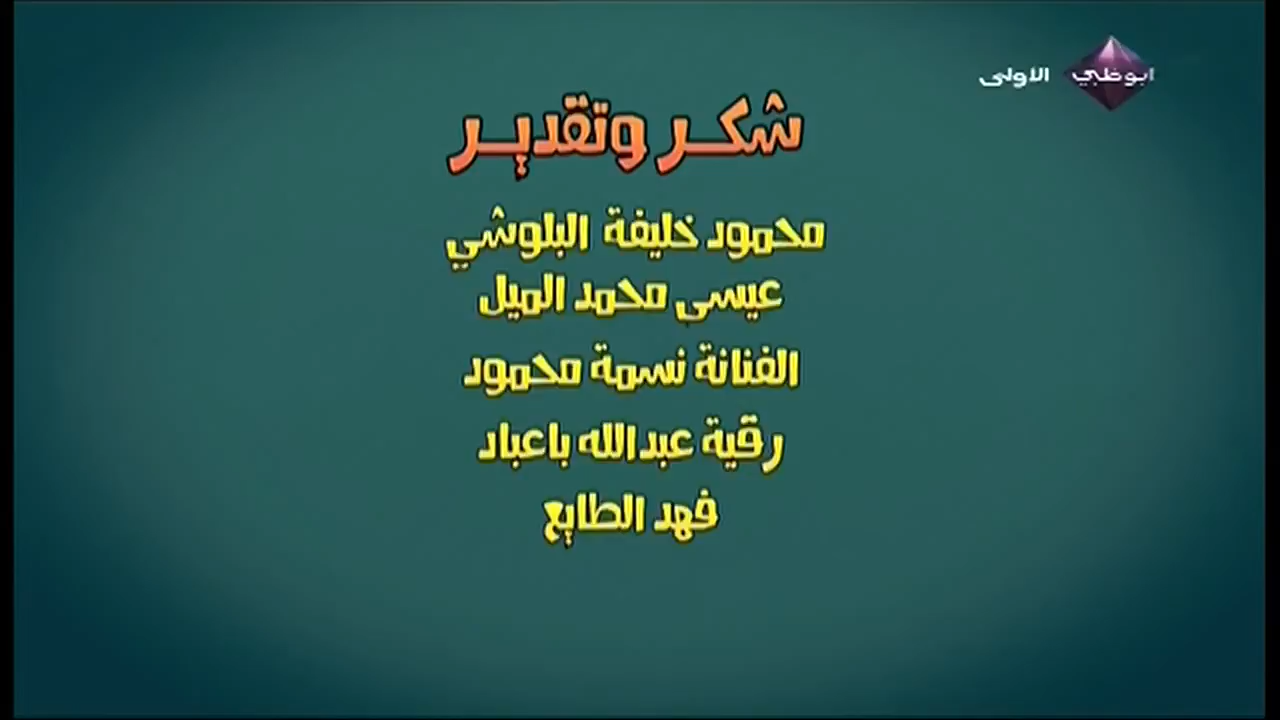 ابوظبي الاولى
شكر وتقدير
محمود خليفة البلوشي
عيسى محمد الميل
الفنانة نسمة محمود
رقية عبدالله باعباد
فهد الطايع